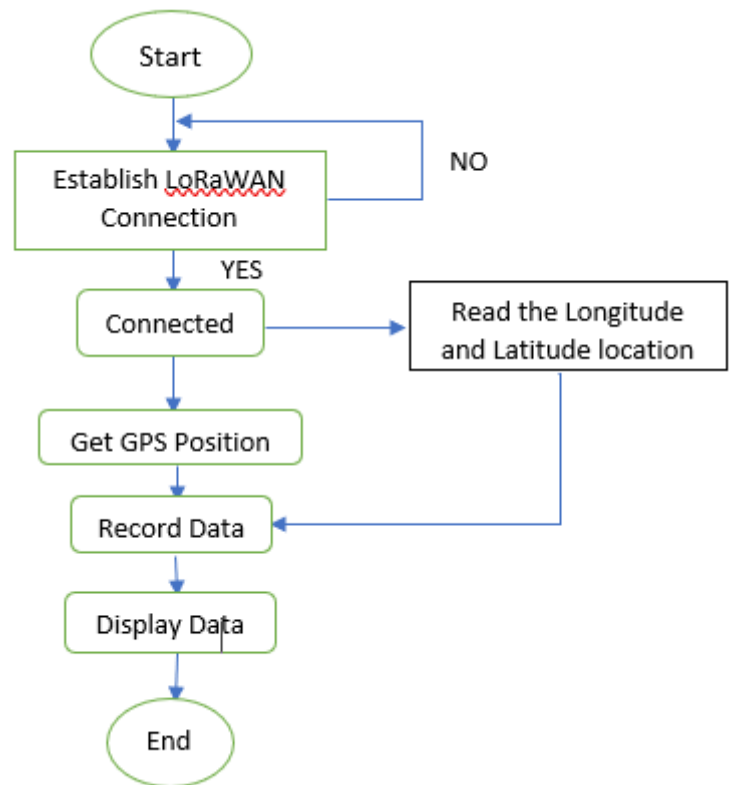 Start
Establish LoRaWAN
Connection
NO
YES
Connected
Read the Longitude
and Latitude location
Get GPS Position
Record Data
Display Data
End